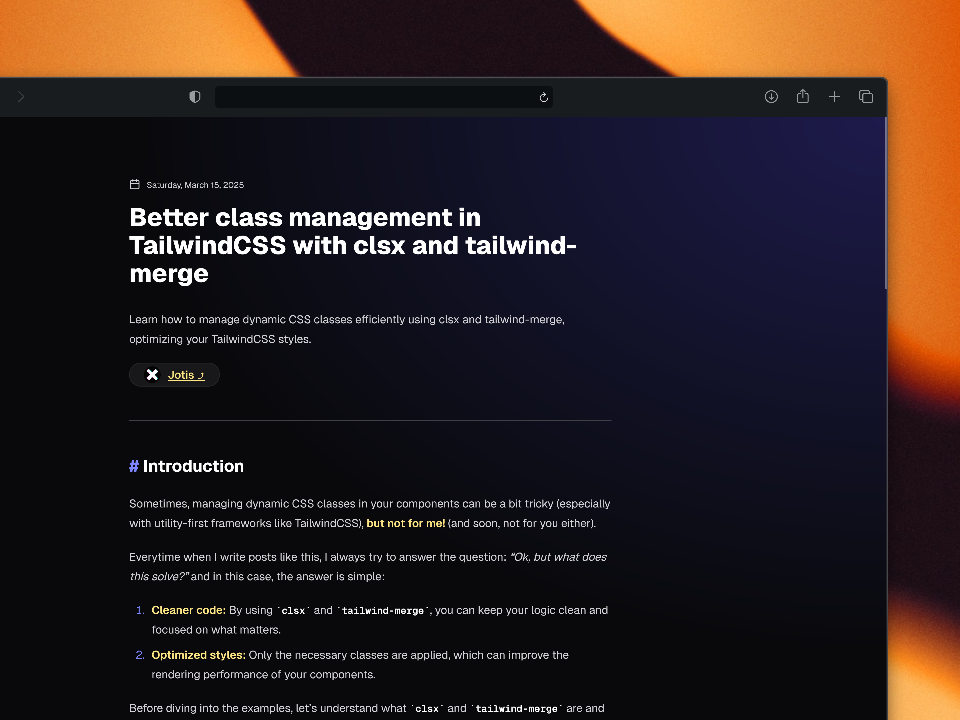 Saturday, March 15, 2025
Better class management in
TailwindCSS with clsx and tailwind-
merge
Learn how to manage dynamic CSS classes efficiently using clsx and tailwind-merge,
optimizing your TailwindCSS styles.
Jotis
# Introduction
Sometimes, managing dynamic CSS classes in your components can be a bit tricky (especially
with utility-first frameworks like TailwindCSS), but not for me! (and soon, not for you either).
Everytime when I write posts like this, I always try to answer the question: “Ok, but what does
this solve?” and in this case, the answer is simple:
1. Cleaner code: By using `clsx` and `tailwind-merge`, you can keep your logic clean and
focused on what matters.
2. Optimized styles: Only the necessary classes are applied, which can improve the
rendering performance of your components.
Before diving into the examples, let's understand what `clsx` and `tailwind-merge` are and